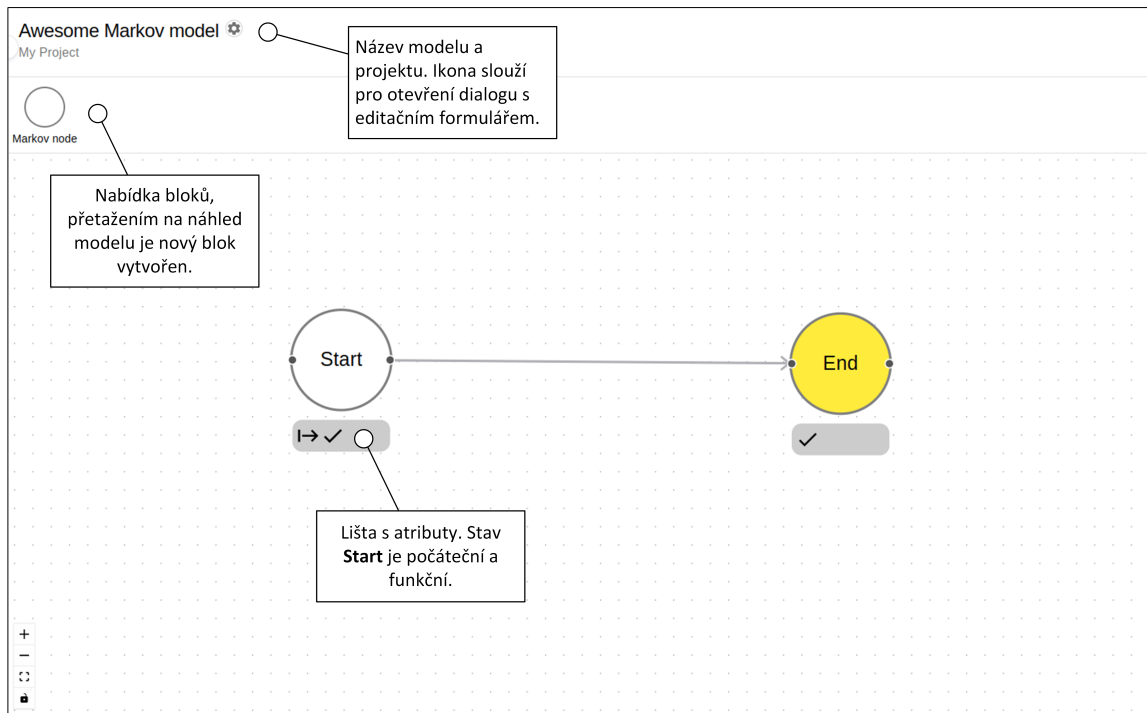 Awesome Markov model
My Project
Název modelu a
projektu. Ikona slouží
pro otevření dialogu s
editačním formulářem.
Markov node
Nabídka bloků,
přetažením na náhled
modelu je nový blok
vytvořen.
Start
End
Lišta s atributy. Stav
Start je počáteční a
funkční.